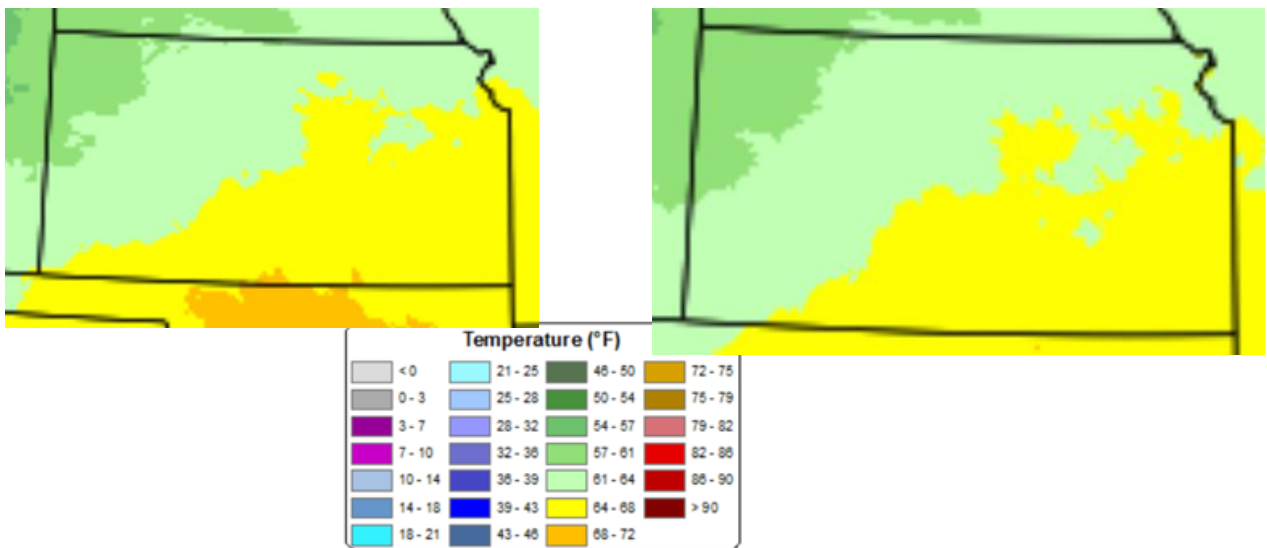 Temperature (°F)
< 0 21 - 25 46 - 50 72 - 75
0 - 3 25 - 28 50 - 54 75 - 79
3 - 7 28 - 32 54 - 57 79 - 82
7 - 10 32 - 36 57 - 61 82 - 86
10 - 14 36 - 39 61 - 64 86 - 90
14 - 18 39 - 43 64 - 68 > 90
18 - 21 43 - 46 68 - 72